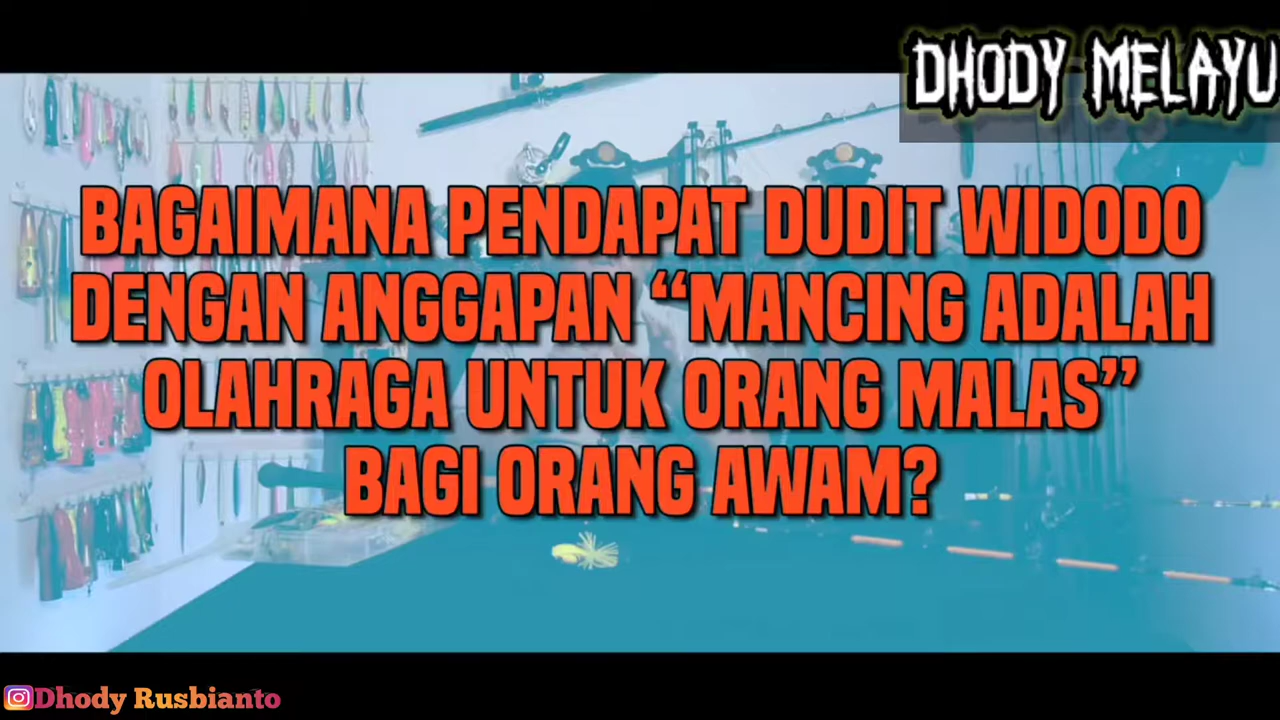 DHODY MELAYU
BAGAIMANA PENDAPAT DUDIT WIDODO
DENGAN ANGGAPAN “MANCING ADALAH
OLAHRAGA UNTUK ORANG MALAS”
BAGI ORANG AWAM?
Dhody Rusbianto